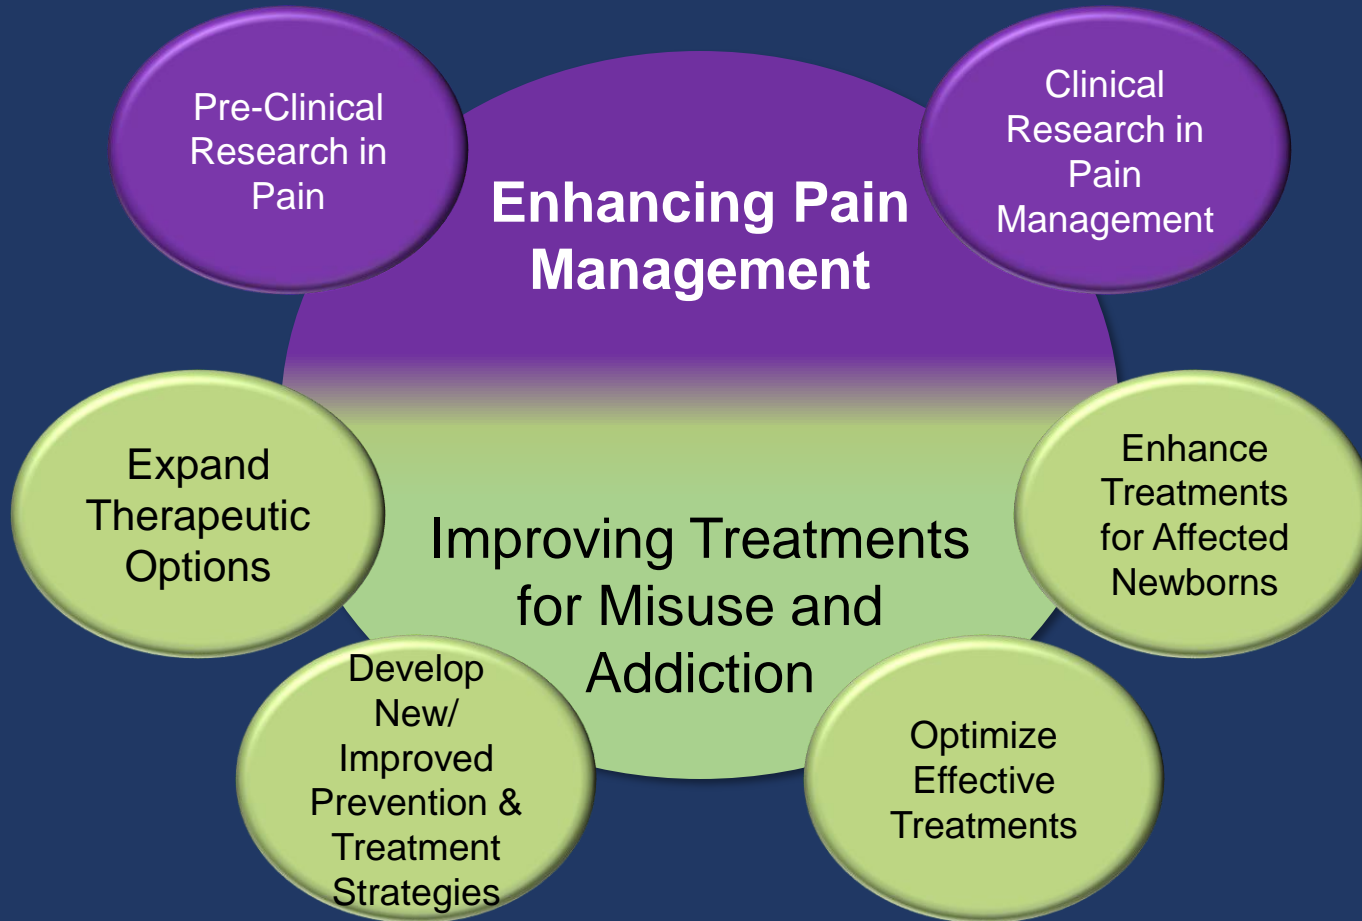 Pre-Clinical
Research in
Pain
Clinical
Research in
Pain
Management
Enhancing Pain
Management
Expand
Therapeutic
Options
Enhance
Treatments
for Affected
Newborns
Improving Treatments
for Misuse and
Addiction
Develop
New/
Improved
Prevention &
Treatment
Strategies
Optimize
Effective
Treatments